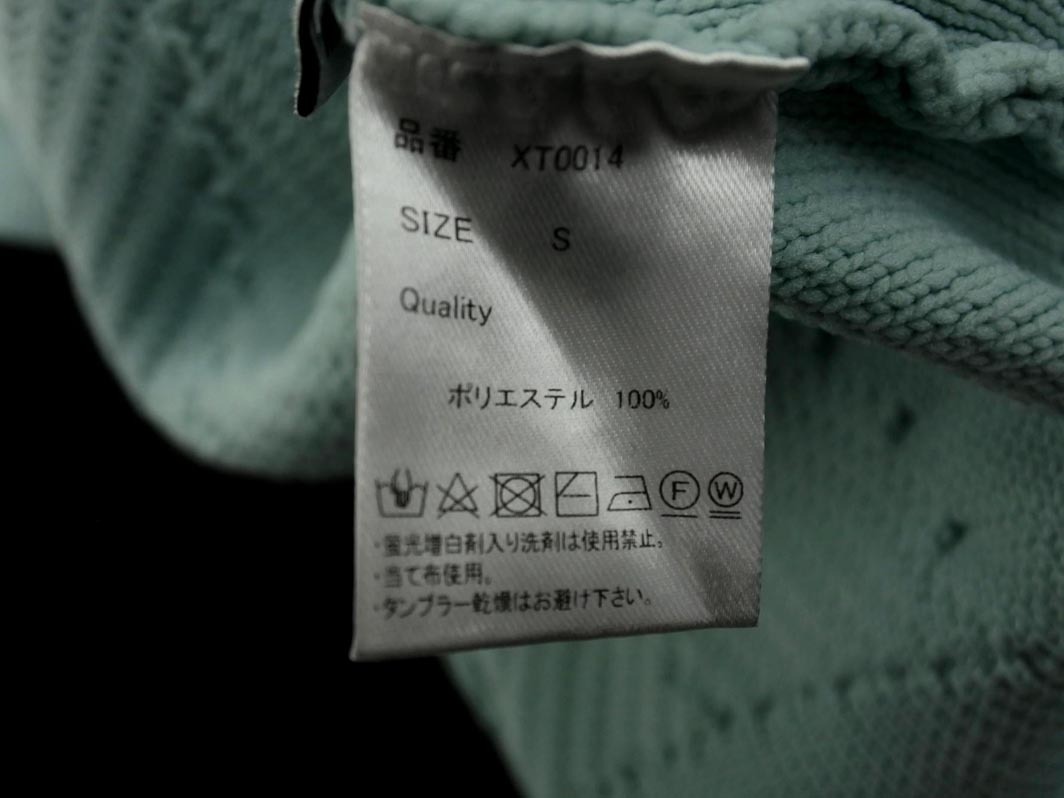 品番 XT0014
SIZE S
Quality
ポリエステル 100%
F W
・蛍光増白剤入り洗剤は使用禁止。
・当て布使用。
・タンブラー乾燥はお避け下さい。